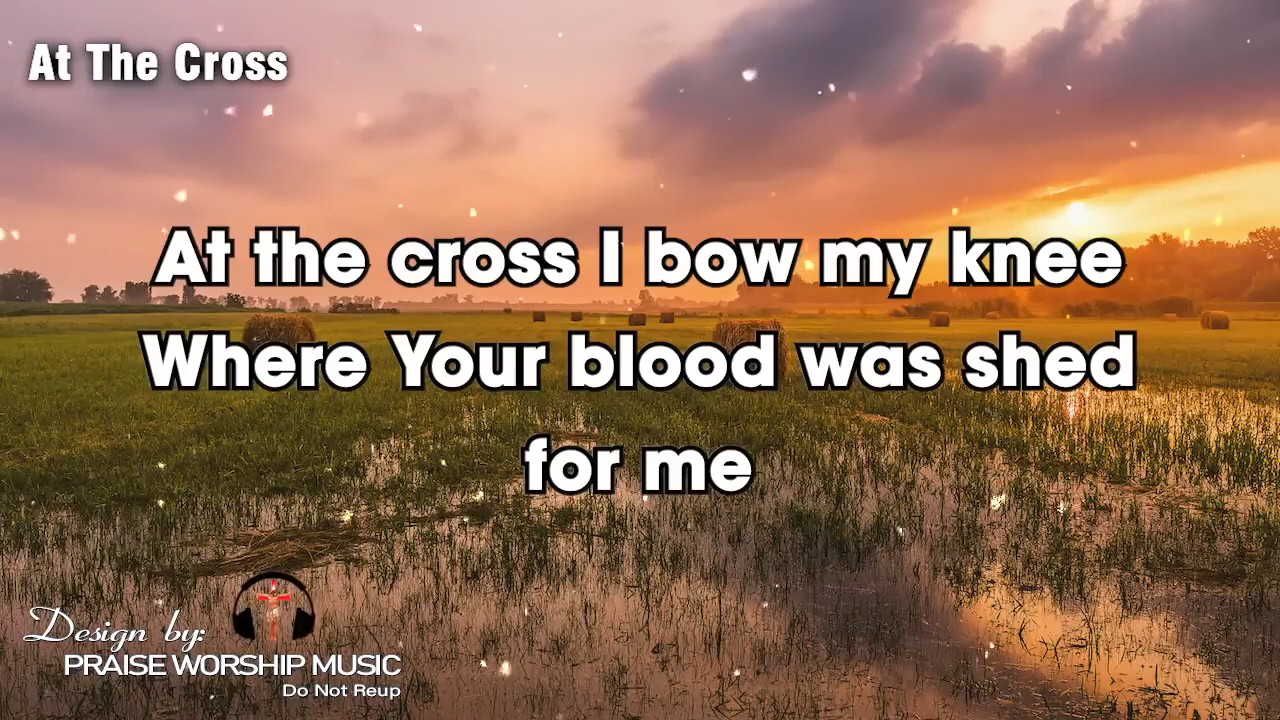 At The Cross
At the cross I bow my knee
Where Your blood was shed
for me
Design by:
PRAISE WORSHIP MUSIC
Do Not Reup